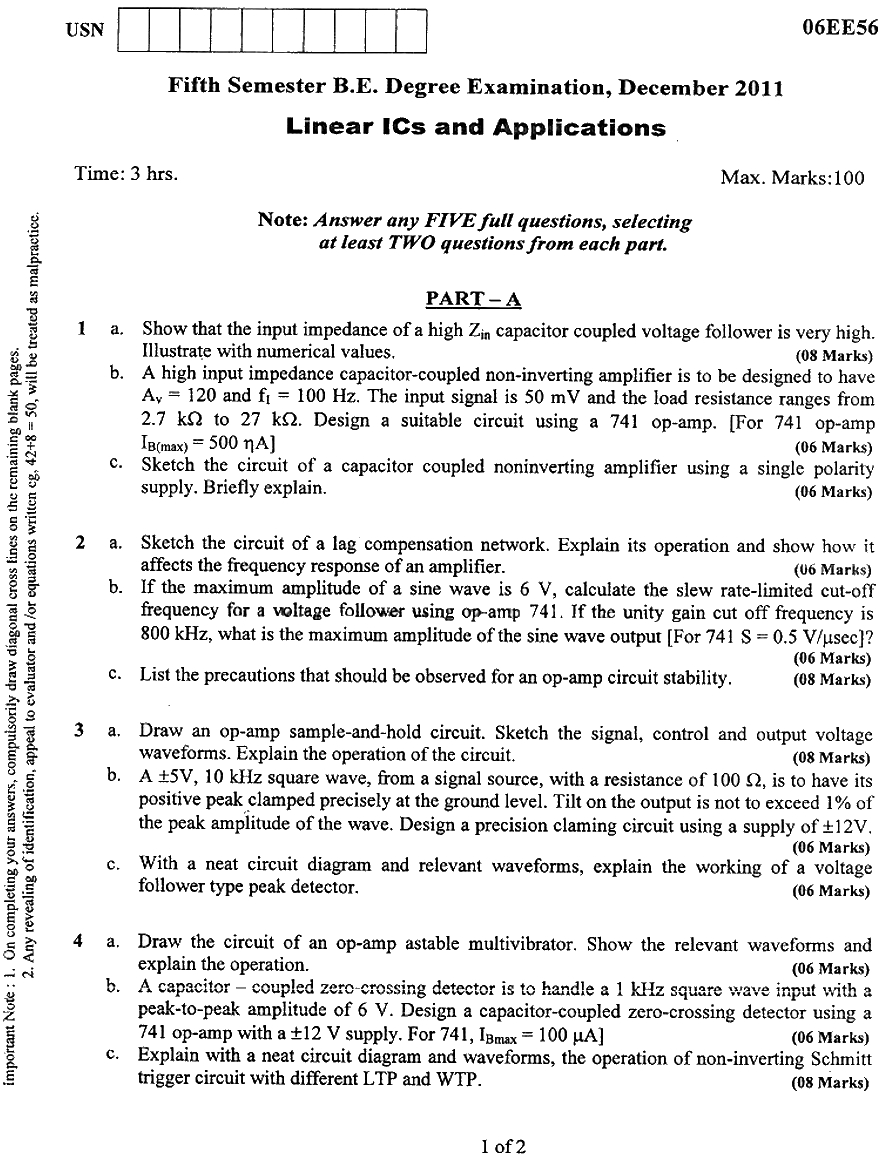 USN
06EE56
Fifth Semester B.E. Degree Examination, December 2011
Linear ICs and Applications
Time: 3 hrs.
Max. Marks:100
Note: Answer any FIVE full questions, selecting
at least TWO questions from each part.
PART – A
1 a. Show that the input impedance of a high Zin capacitor coupled voltage follower is very high.
Illustrate with numerical values. (08 Marks)
b. A high input impedance capacitor-coupled non-inverting amplifier is to be designed to have
Av = 120 and f1 = 100 Hz. The input signal is 50 mV and the load resistance ranges from
2.7 kΩ to 27 kΩ. Design a suitable circuit using a 741 op-amp. [For 741 op-amp
IB(max) = 500 ηA] (06 Marks)
c. Sketch the circuit of a capacitor coupled noninverting amplifier using a single polarity
supply. Briefly explain. (06 Marks)
2 a. Sketch the circuit of a lag compensation network. Explain its operation and show how it
affects the frequency response of an amplifier. (06 Marks)
b. If the maximum amplitude of a sine wave is 6 V, calculate the slew rate-limited cut-off
frequency for a voltage follower using op-amp 741. If the unity gain cut off frequency is
800 kHz, what is the maximum amplitude of the sine wave output [For 741 S = 0.5 V/μsec]?
(06 Marks)
c. List the precautions that should be observed for an op-amp circuit stability. (08 Marks)
3 a. Draw an op-amp sample-and-hold circuit. Sketch the signal, control and output voltage
waveforms. Explain the operation of the circuit. (08 Marks)
b. A ±5V, 10 kHz square wave, from a signal source, with a resistance of 100 Ω, is to have its
positive peak clamped precisely at the ground level. Tilt on the output is not to exceed 1% of
the peak amplitude of the wave. Design a precision claming circuit using a supply of ±12V.
(06 Marks)
c. With a neat circuit diagram and relevant waveforms, explain the working of a voltage
follower type peak detector. (06 Marks)
4 a. Draw the circuit of an op-amp astable multivibrator. Show the relevant waveforms and
explain the operation. (06 Marks)
b. A capacitor – coupled zero-crossing detector is to handle a 1 kHz square wave input with a
peak-to-peak amplitude of 6 V. Design a capacitor-coupled zero-crossing detector using a
741 op-amp with a ±12 V supply. For 741, IBmax = 100 μA] (06 Marks)
c. Explain with a neat circuit diagram and waveforms, the operation of non-inverting Schmitt
trigger circuit with different LTP and WTP. (08 Marks)
1 of 2
Important Note : 1. On completing your answers, compulsorily draw diagonal cross lines on the remaining blank pages.
2. Any revealing of identification, appeal to evaluator and /or equations written eg, 42+8 = 50, will be treated as malpractice.